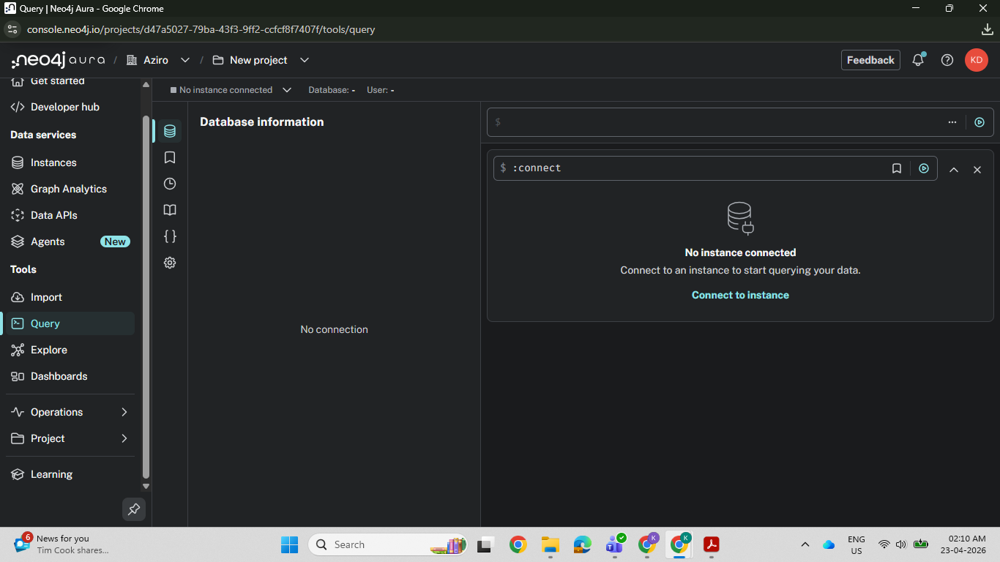 Query | Neo4j Aura - Google Chrome
console.neo4j.io/projects/d47a5027-79ba-43f3-9ff2-ccfcf8f7407f/tools/query
neo4j aura / Aziro / New project Feedback KD
Get started
Developer hub
Data services
Instances
Graph Analytics
Data APIs
Agents New
Tools
Import
Query
Explore
Dashboards
Operations
Project
Learning
No instance connected Database: - User: -
Database information
No connection
$
$ :connect
No instance connected
Connect to an instance to start querying your data.
Connect to instance
6 News for you
Tim Cook shares...
Search
K
K
ENG
US
02:10 AM
23-04-2026